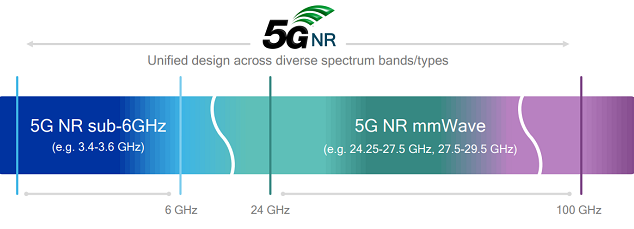 5G NR
Unified design across diverse spectrum bands/types
5G NR sub-6GHz
(e.g. 3.4-3.6 GHz)
5G NR mmWave
(e.g. 24.25-27.5 GHz, 27.5-29.5 GHz)
6 GHz
24 GHz
100 GHz